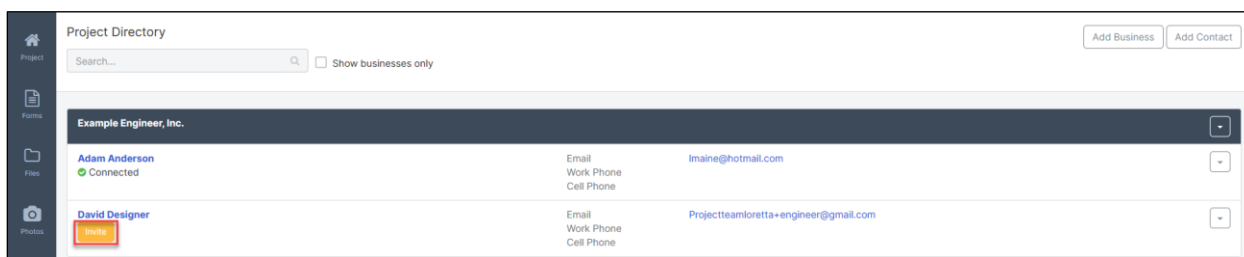 Project Directory
Add Business
Add Contact
Project
Search...
Show businesses only
Forms
Example Engineer, Inc.
Files
Adam Anderson
Email
lmaine@hotmail.com
Connected
Work Phone
Cell Phone
Photos
David Designer
Email
Projectteamloretta+engineer@gmail.com
Invite
Work Phone
Cell Phone